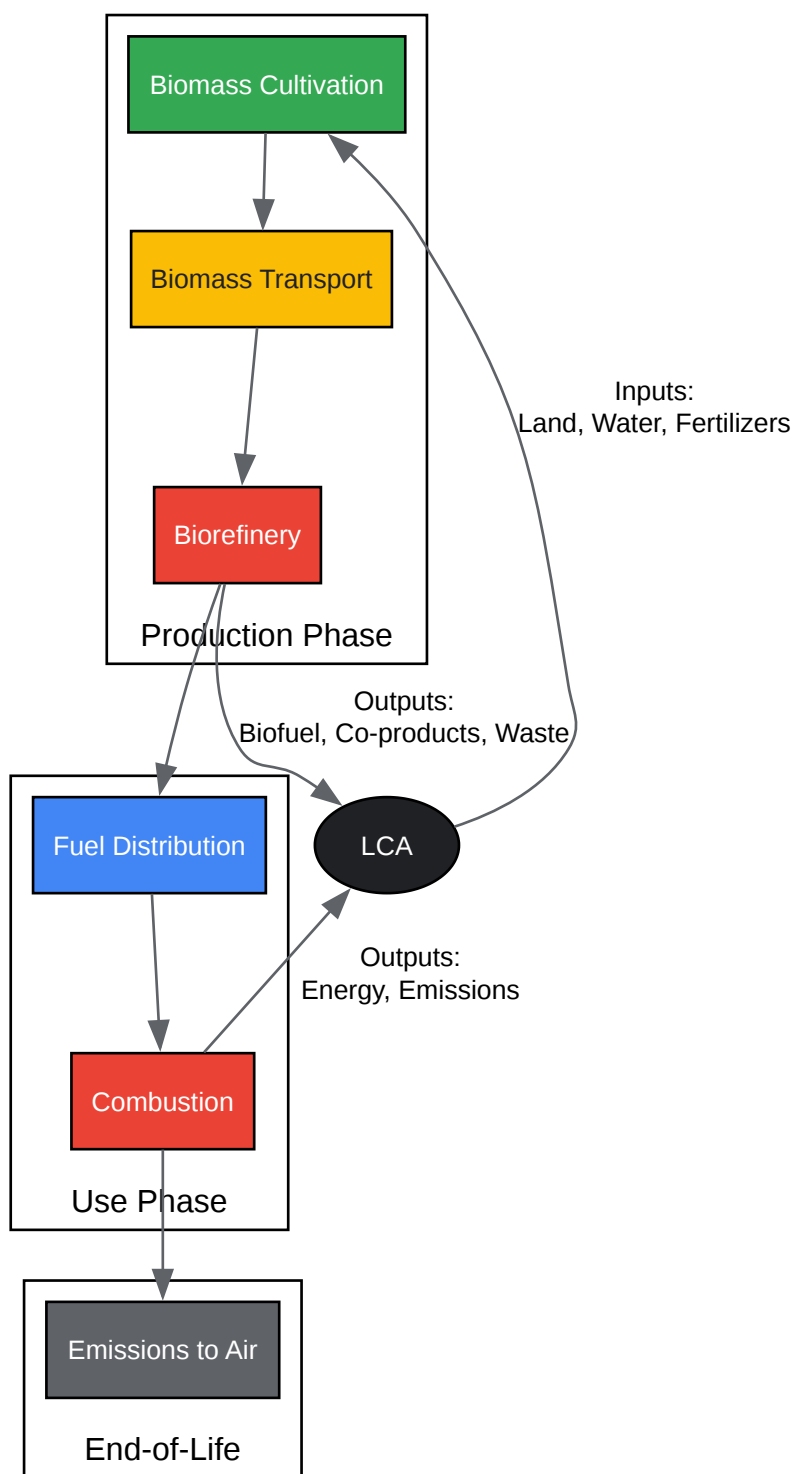 Biomass Cultivation
Biomass Transport
Inputs:
Land, Water, Fertilizers
Biorefinery
Production Phase
Outputs:
Biofuel, Co-products, Waste
Fuel Distribution
LCA
Outputs:
Energy, Emissions
Combustion
Use Phase
Emissions to Air
End-of-Life